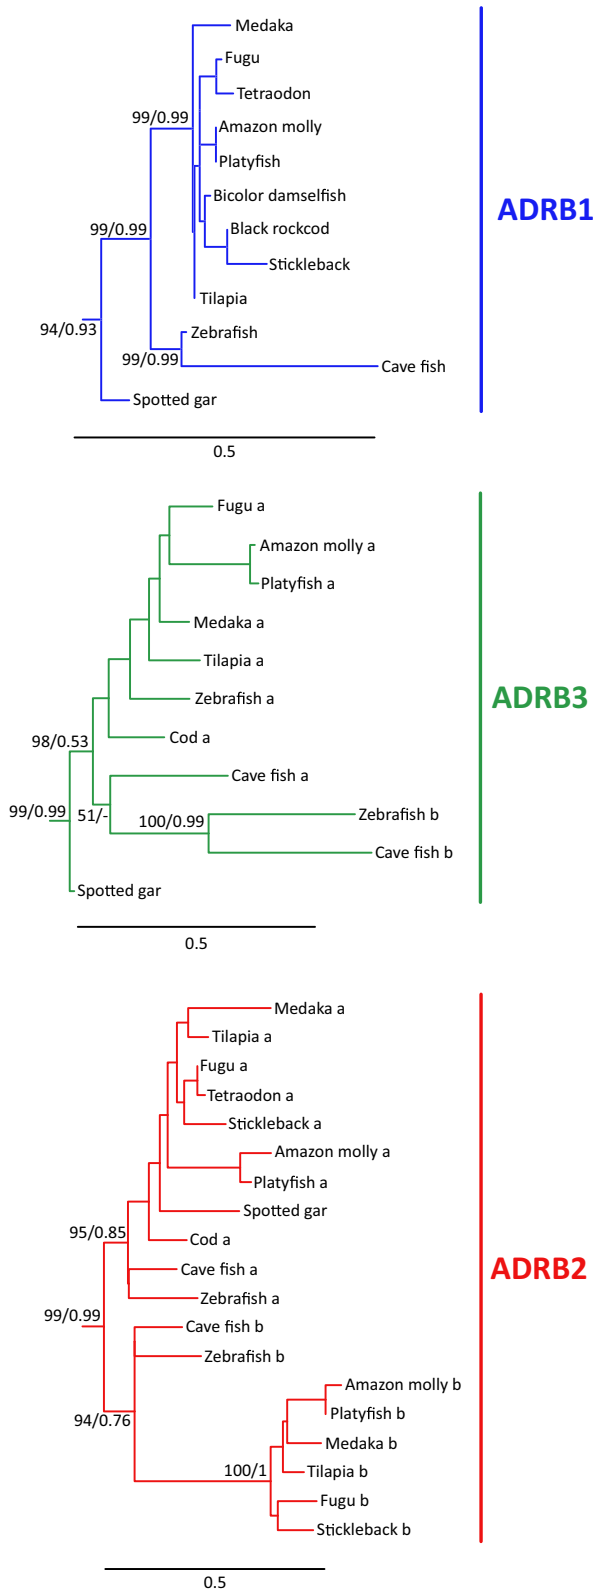 Medaka
Fugu
Tetraodon
99/0.99
Amazon molly
Platyfish
Bicolor damselfish
ADRB1
99/0.99
Black rockcod
Stickleback
Tilapia
94/0.93
Zebrafish
99/0.99
Cave fish
Spotted gar
0.5
Fugu a
Amazon molly a
Platyfish a
Medaka a
Tilapia a
Zebrafish a
ADRB3
Cod a
98/0.53
Cave fish a
99/0.99
51/-
100/0.99
Zebrafish b
Cave fish b
Spotted gar
0.5
Medaka a
Tilapia a
Fugu a
Tetraodon a
Stickleback a
Amazon molly a
Platyfish a
Spotted gar
95/0.85
Cod a
Cave fish a
ADRB2
Zebrafish a
99/0.99
Cave fish b
Zebrafish b
Amazon molly b
Platyfish b
94/0.76
Medaka b
100/1
Tilapia b
Fugu b
Stickleback b
0.5